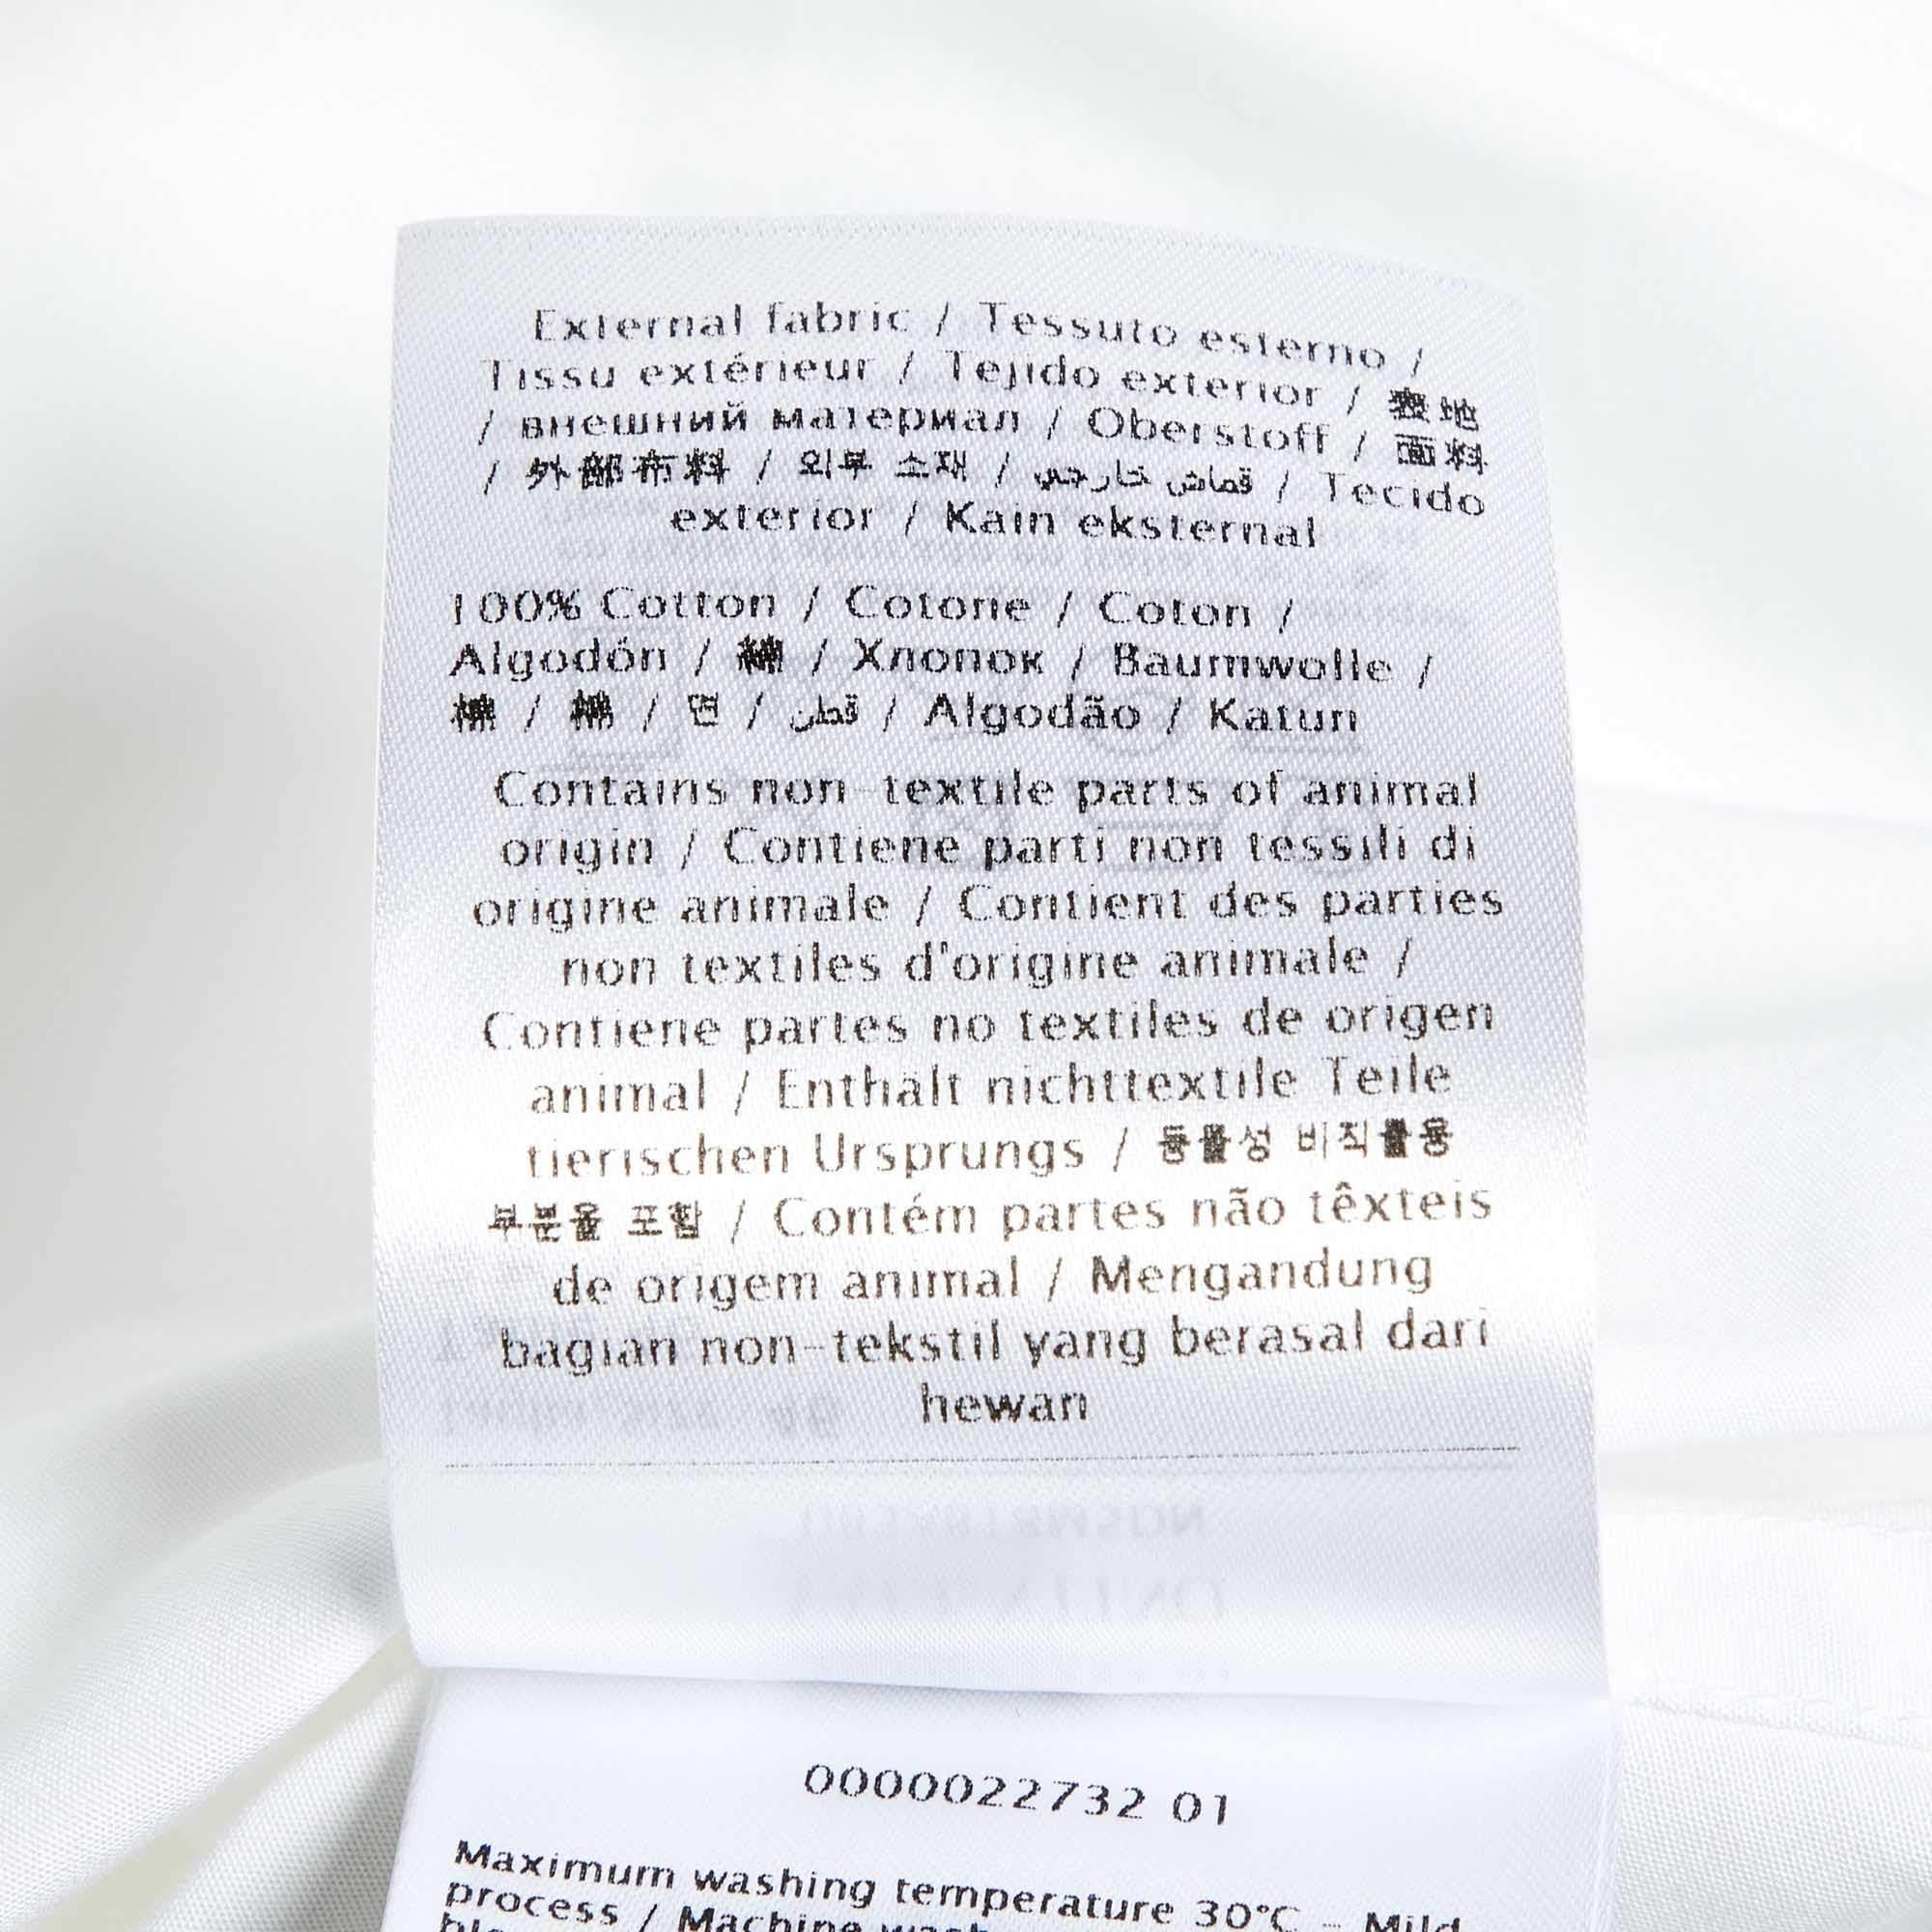 External fabric / Tessuto esterno /
Tissu extérieur / Tejido exterior / 表地
/ внешний материал / Oberstoff / 面料
/ 外部布料 / 외부 소재 / قماش خارجي / Tecido
exterior / Kain eksternal
100% Cotton / Cotone / Coton /
Algodón / 綿 / Хлопок / Baumwolle /
棉 / 棉 / 면 / قطن / Algodão / Katun
Contains non-textile parts of animal
origin / Contiene parti non tessili di
origine animale / Contient des parties
non textiles d'origine animale /
Contiene partes no textiles de origen
animal / Enthält nichttextile Teile
tierischen Ursprungs / 동물성 비직물용
부분을 포함 / Contém partes não têxteis
de origem animal / Mengandung
bagian non-tekstil yang berasal dari
hewan
0000022732 01
Maximum washing temperature 30°C - Mild
process / Machine wash